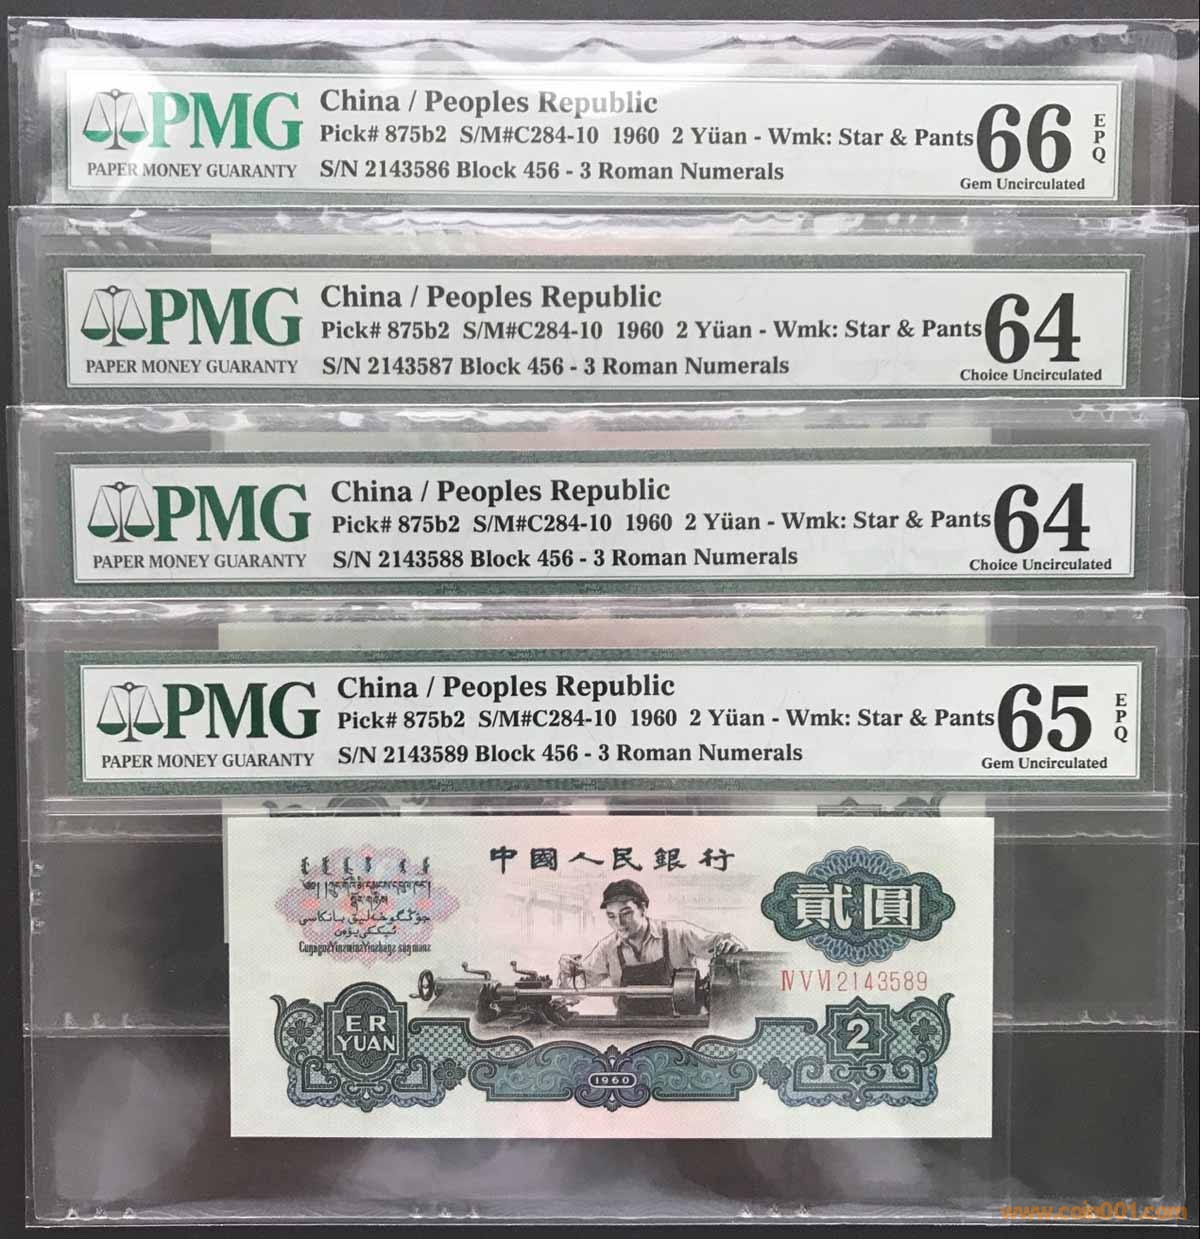 PMG
PAPER MONEY GUARANTY
China / Peoples Republic
Pick# 875b2 S/M#C284-10 1960 2 Yüan - Wmk: Star & Pants
S/N 2143586 Block 456 - 3 Roman Numerals
66
EPQ
Gem Uncirculated
PMG
PAPER MONEY GUARANTY
China / Peoples Republic
Pick# 875b2 S/M#C284-10 1960 2 Yüan - Wmk: Star & Pants
S/N 2143587 Block 456 - 3 Roman Numerals
64
Choice Uncirculated
PMG
PAPER MONEY GUARANTY
China / Peoples Republic
Pick# 875b2 S/M#C284-10 1960 2 Yüan - Wmk: Star & Pants
S/N 2143588 Block 456 - 3 Roman Numerals
64
Choice Uncirculated
PMG
PAPER MONEY GUARANTY
China / Peoples Republic
Pick# 875b2 S/M#C284-10 1960 2 Yüan - Wmk: Star & Pants
S/N 2143589 Block 456 - 3 Roman Numerals
65
EPQ
Gem Uncirculated
中國人民銀行
貳圓
IV V VI 2143589
ER
YUAN
2
1960
www.coin001.com